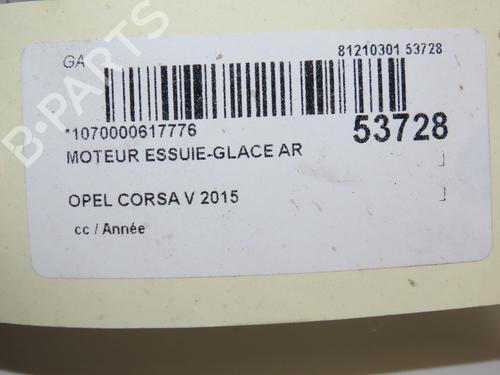 GA 81210301 53728
*1070000617776 53728
MOTEUR ESSUIE-GLACE AR
OPEL CORSA V 2015
cc / Année
B-PARTS